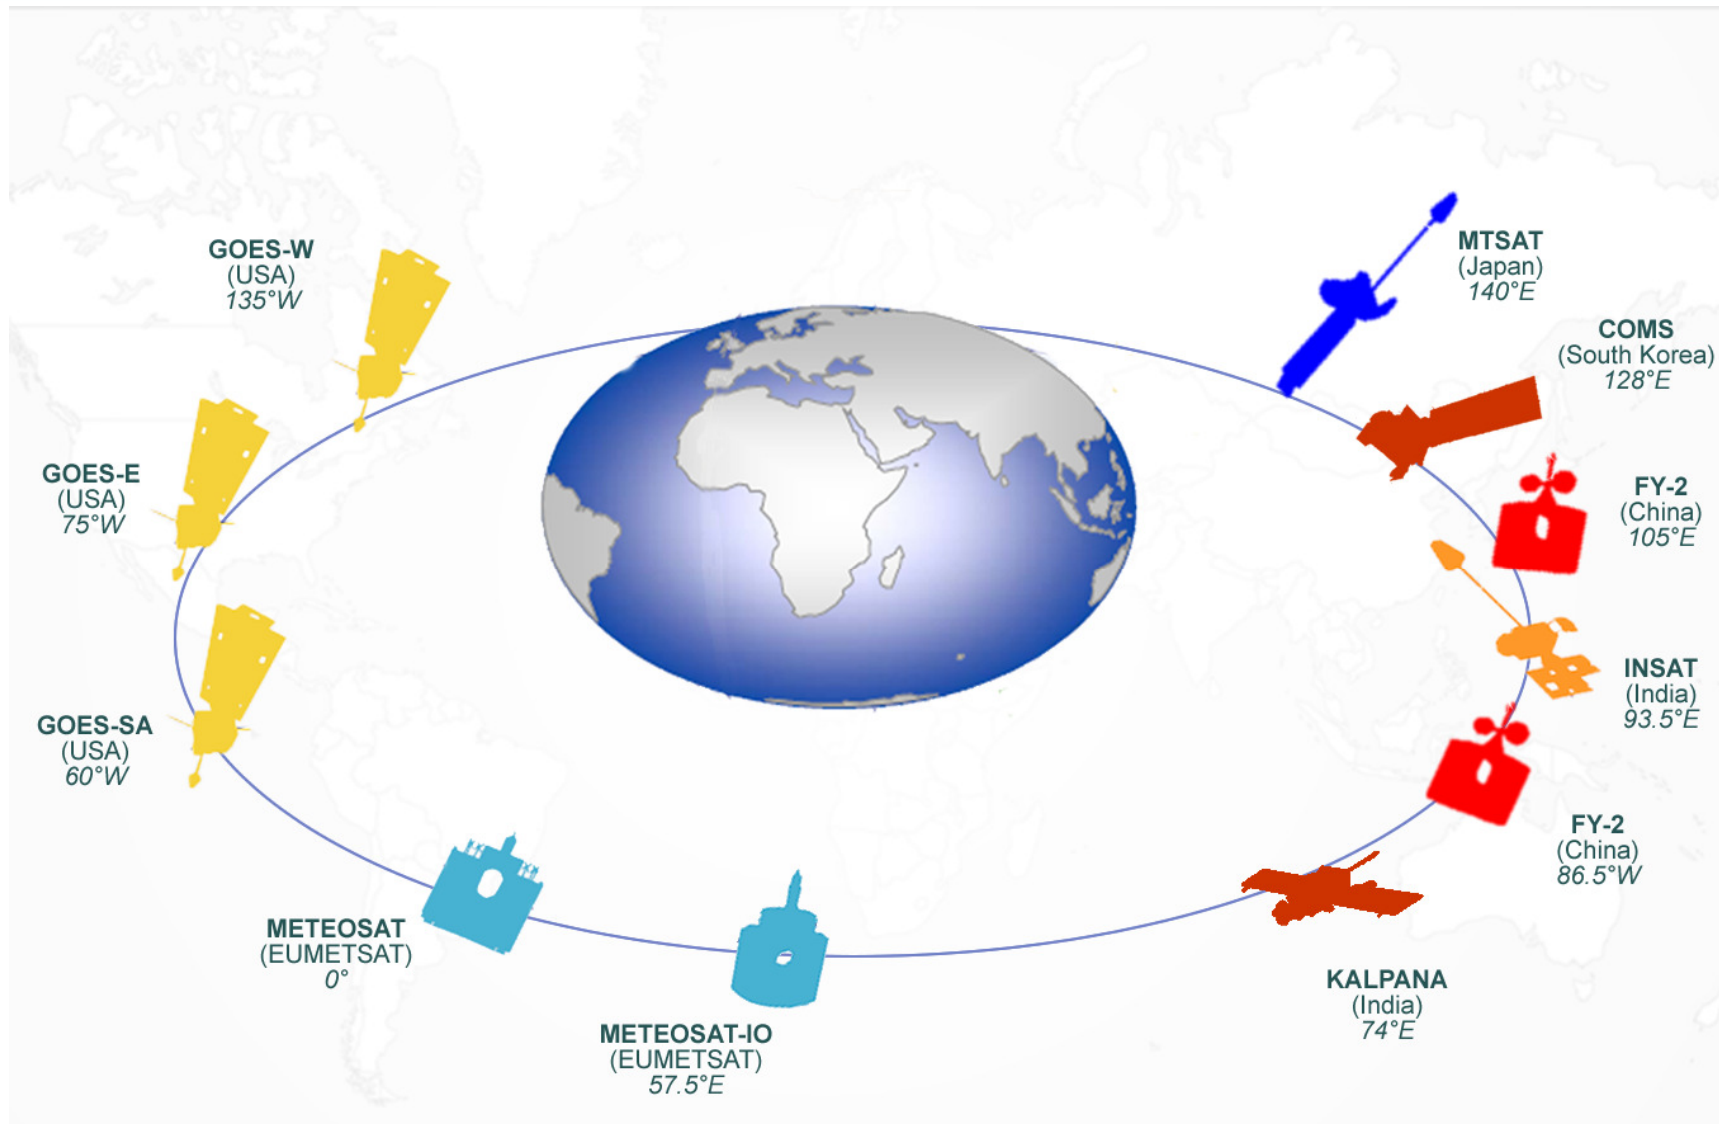 GOES-W
(USA)
135°W
MTSAT
(Japan)
140°E
COMS
(South Korea)
128°E
GOES-E
(USA)
75°W
FY-2
(China)
105°E
INSAT
(India)
93.5°E
GOES-SA
(USA)
60°W
FY-2
(China)
86.5°W
METEOSAT
(EUMETSAT)
0°
KALPANA
(India)
74°E
METEOSAT-IO
(EUMETSAT)
57.5°E